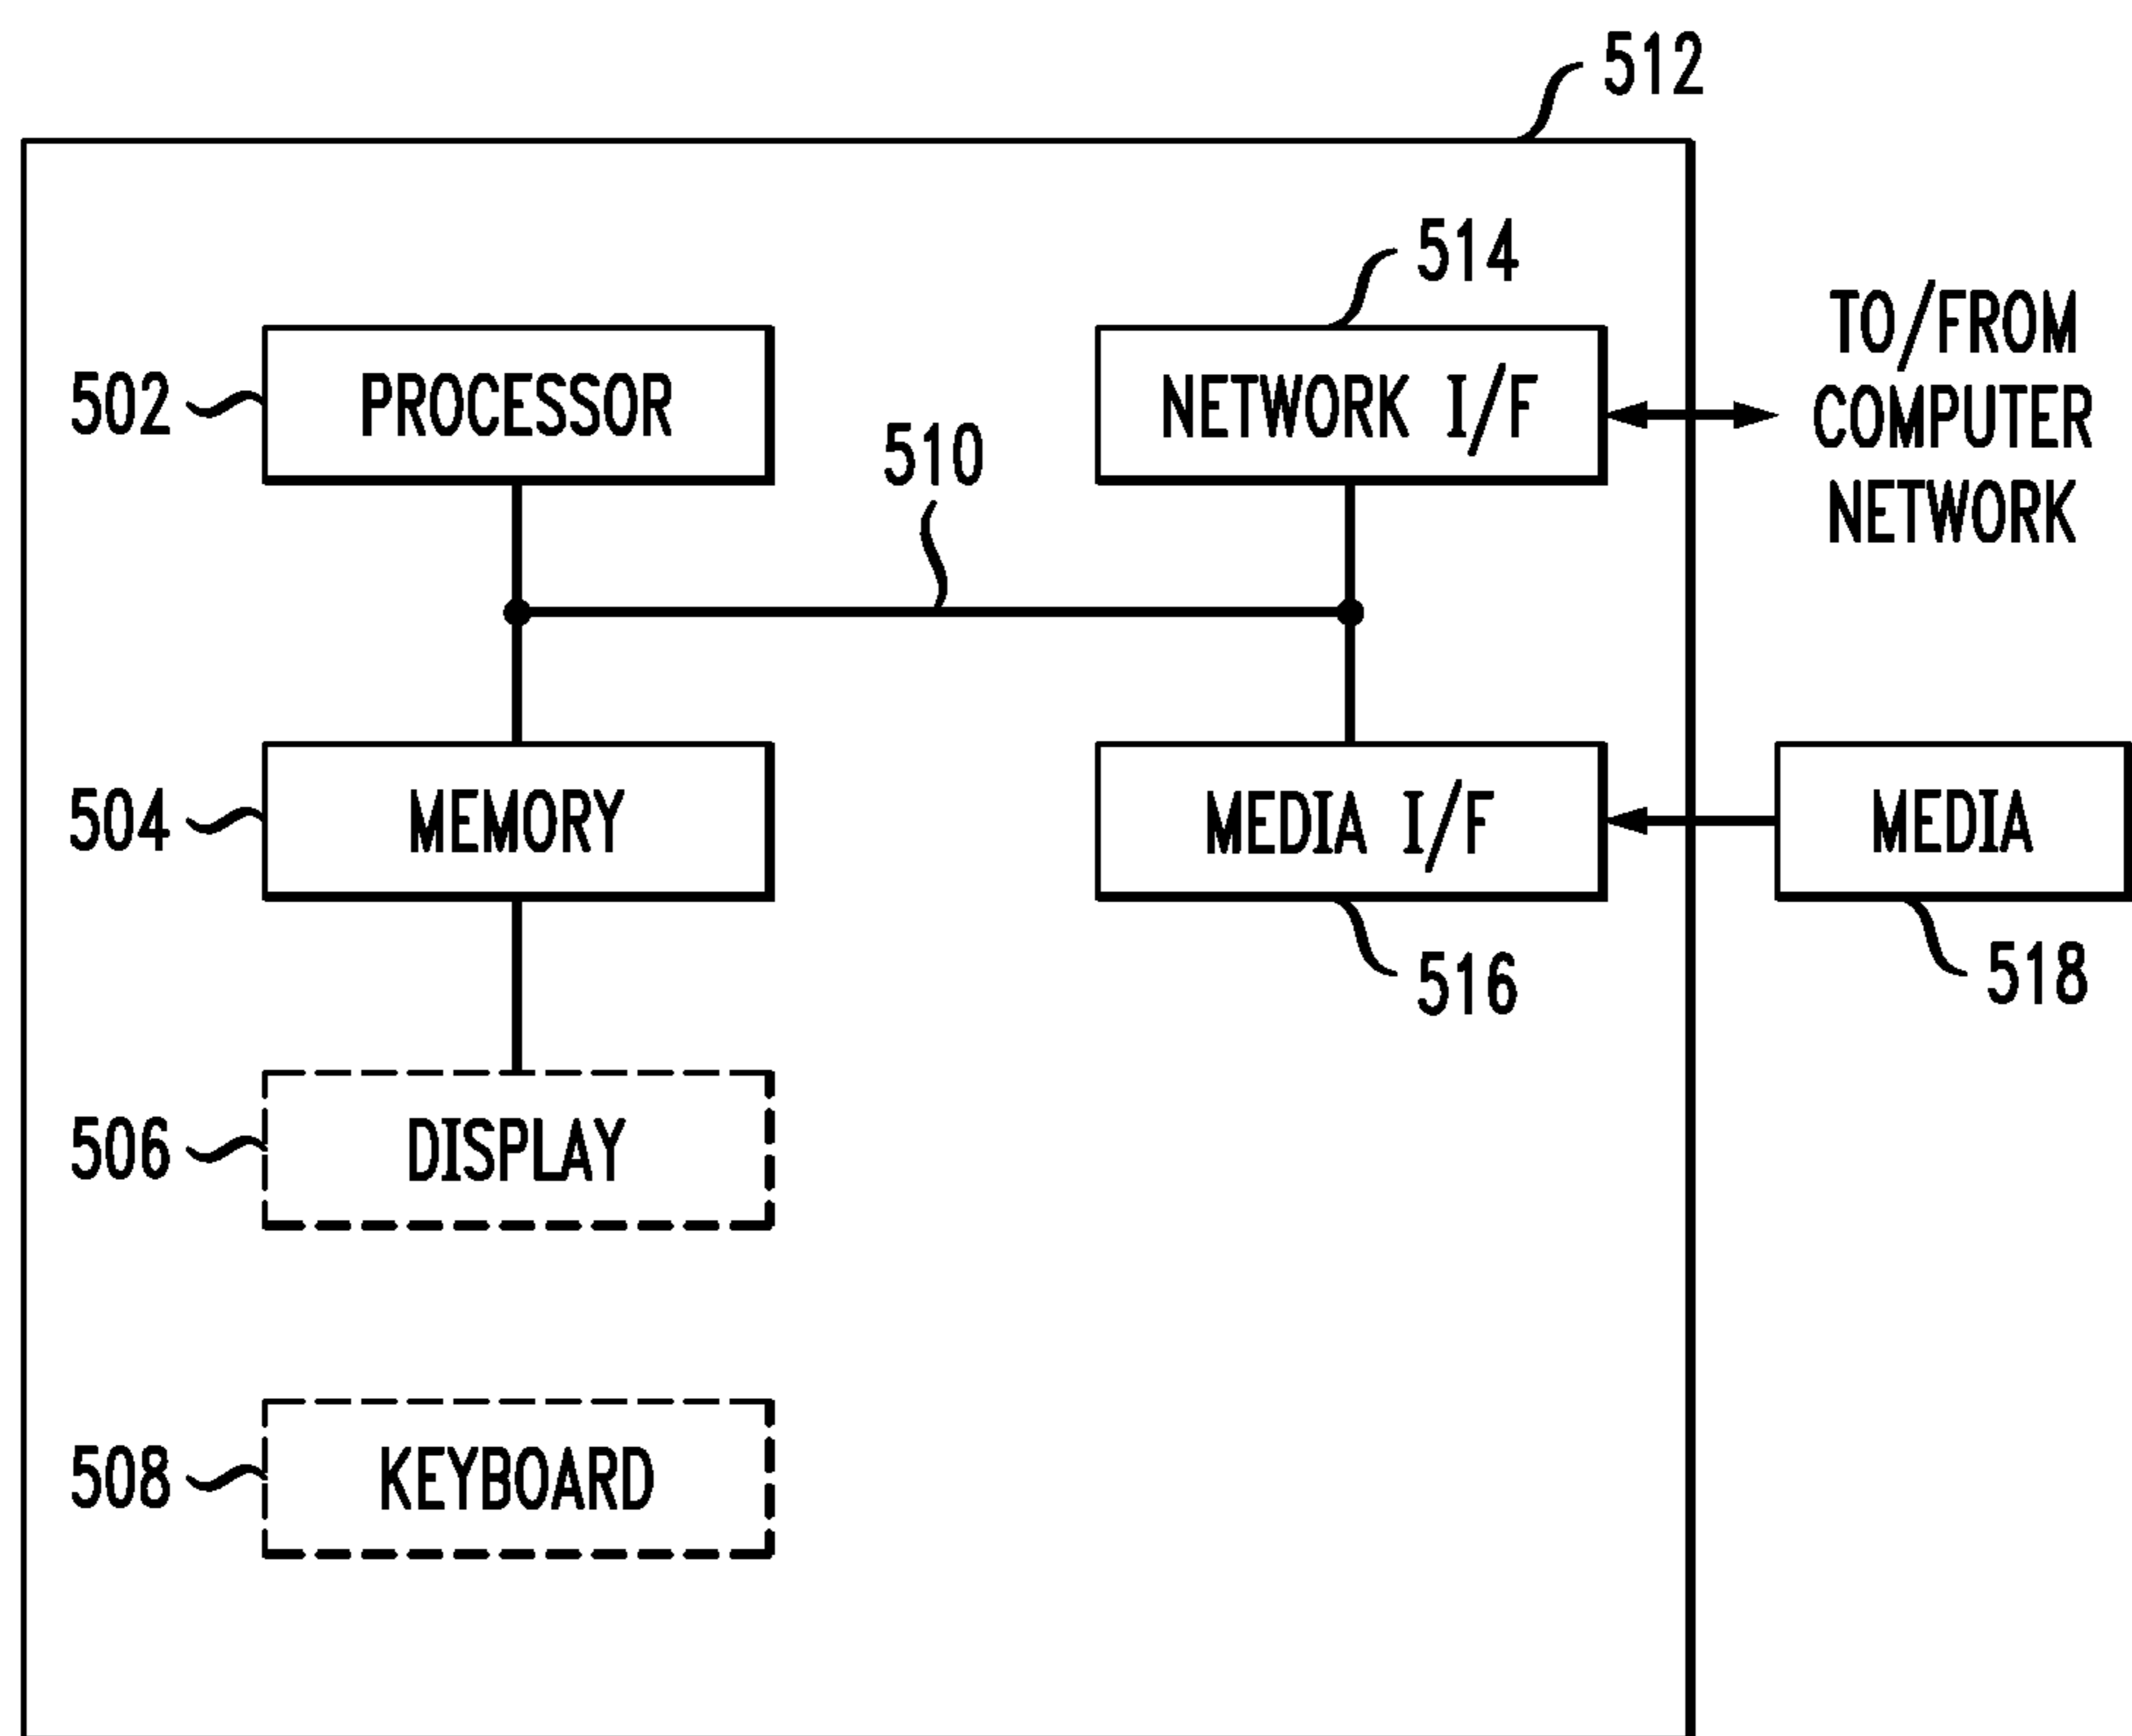 512
514
502
PROCESSOR
NETWORK I/F
TO/FROM
COMPUTER
NETWORK
510
504
MEMORY
MEDIA I/F
MEDIA
516
518
506
DISPLAY
508
KEYBOARD